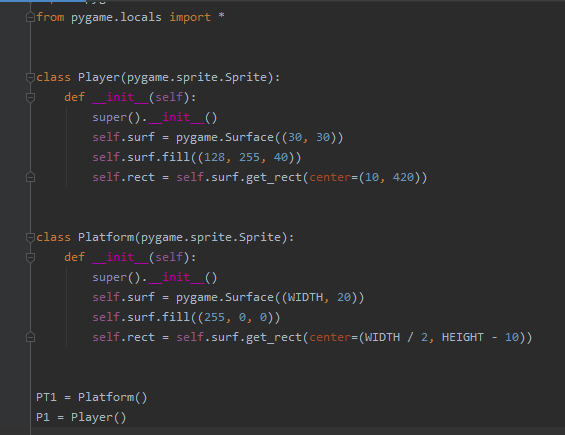 from pygame.locals import *
class Player(pygame.sprite.Sprite):
def __init__(self):
super().__init__()
self.surf = pygame.Surface((30, 30))
self.surf.fill((128, 255, 40))
self.rect = self.surf.get_rect(center=(10, 420))
class Platform(pygame.sprite.Sprite):
def __init__(self):
super().__init__()
self.surf = pygame.Surface((WIDTH, 20))
self.surf.fill((255, 0, 0))
self.rect = self.surf.get_rect(center=(WIDTH / 2, HEIGHT - 10))
PT1 = Platform()
P1 = Player()